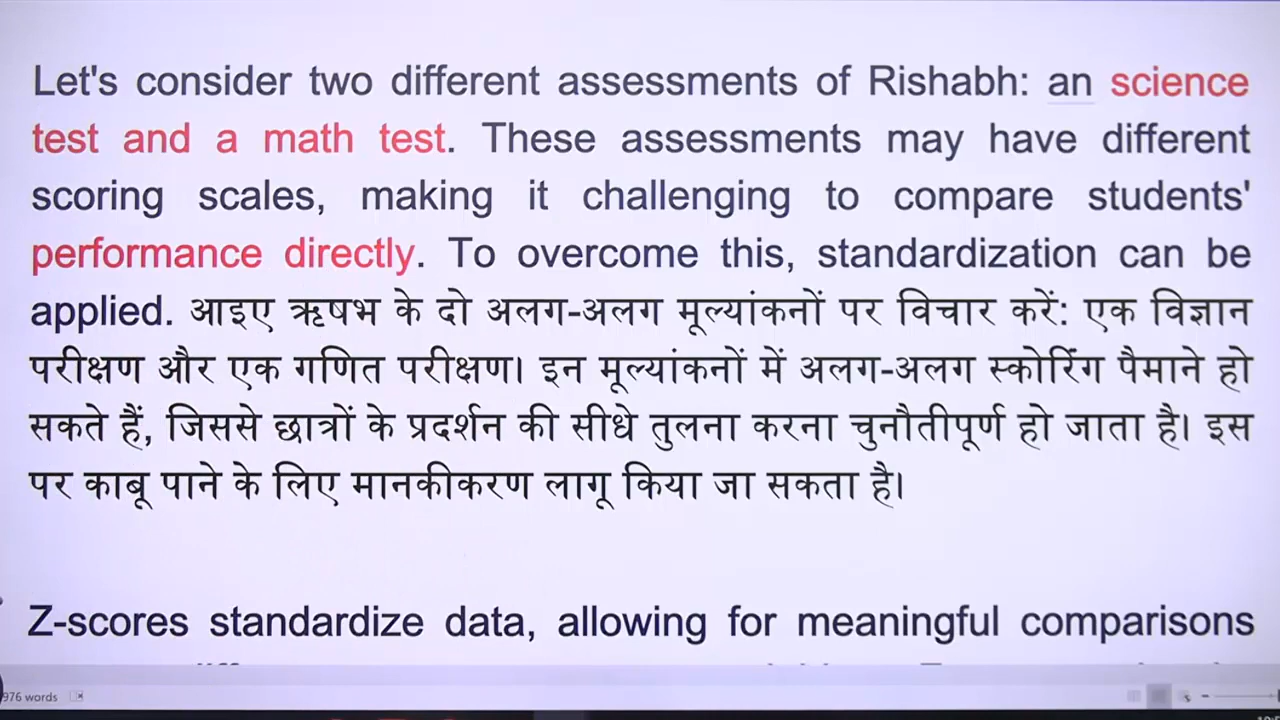 Let's consider two different assessments of Rishabh: an science
test and a math test. These assessments may have different
scoring scales, making it challenging to compare students'
performance directly. To overcome this, standardization can be
applied. आइए ऋषभ के दो अलग-अलग मूल्यांकनों पर विचार करें: एक विज्ञान
परीक्षण और एक गणित परीक्षण। इन मूल्यांकनों में अलग-अलग स्कोरिंग पैमाने हो
सकते हैं, जिससे छात्रों के प्रदर्शन की सीधे तुलना करना चुनौतीपूर्ण हो जाता है। इस
पर काबू पाने के लिए मानकीकरण लागू किया जा सकता है।
Z-scores standardize data, allowing for meaningful comparisons
976 words